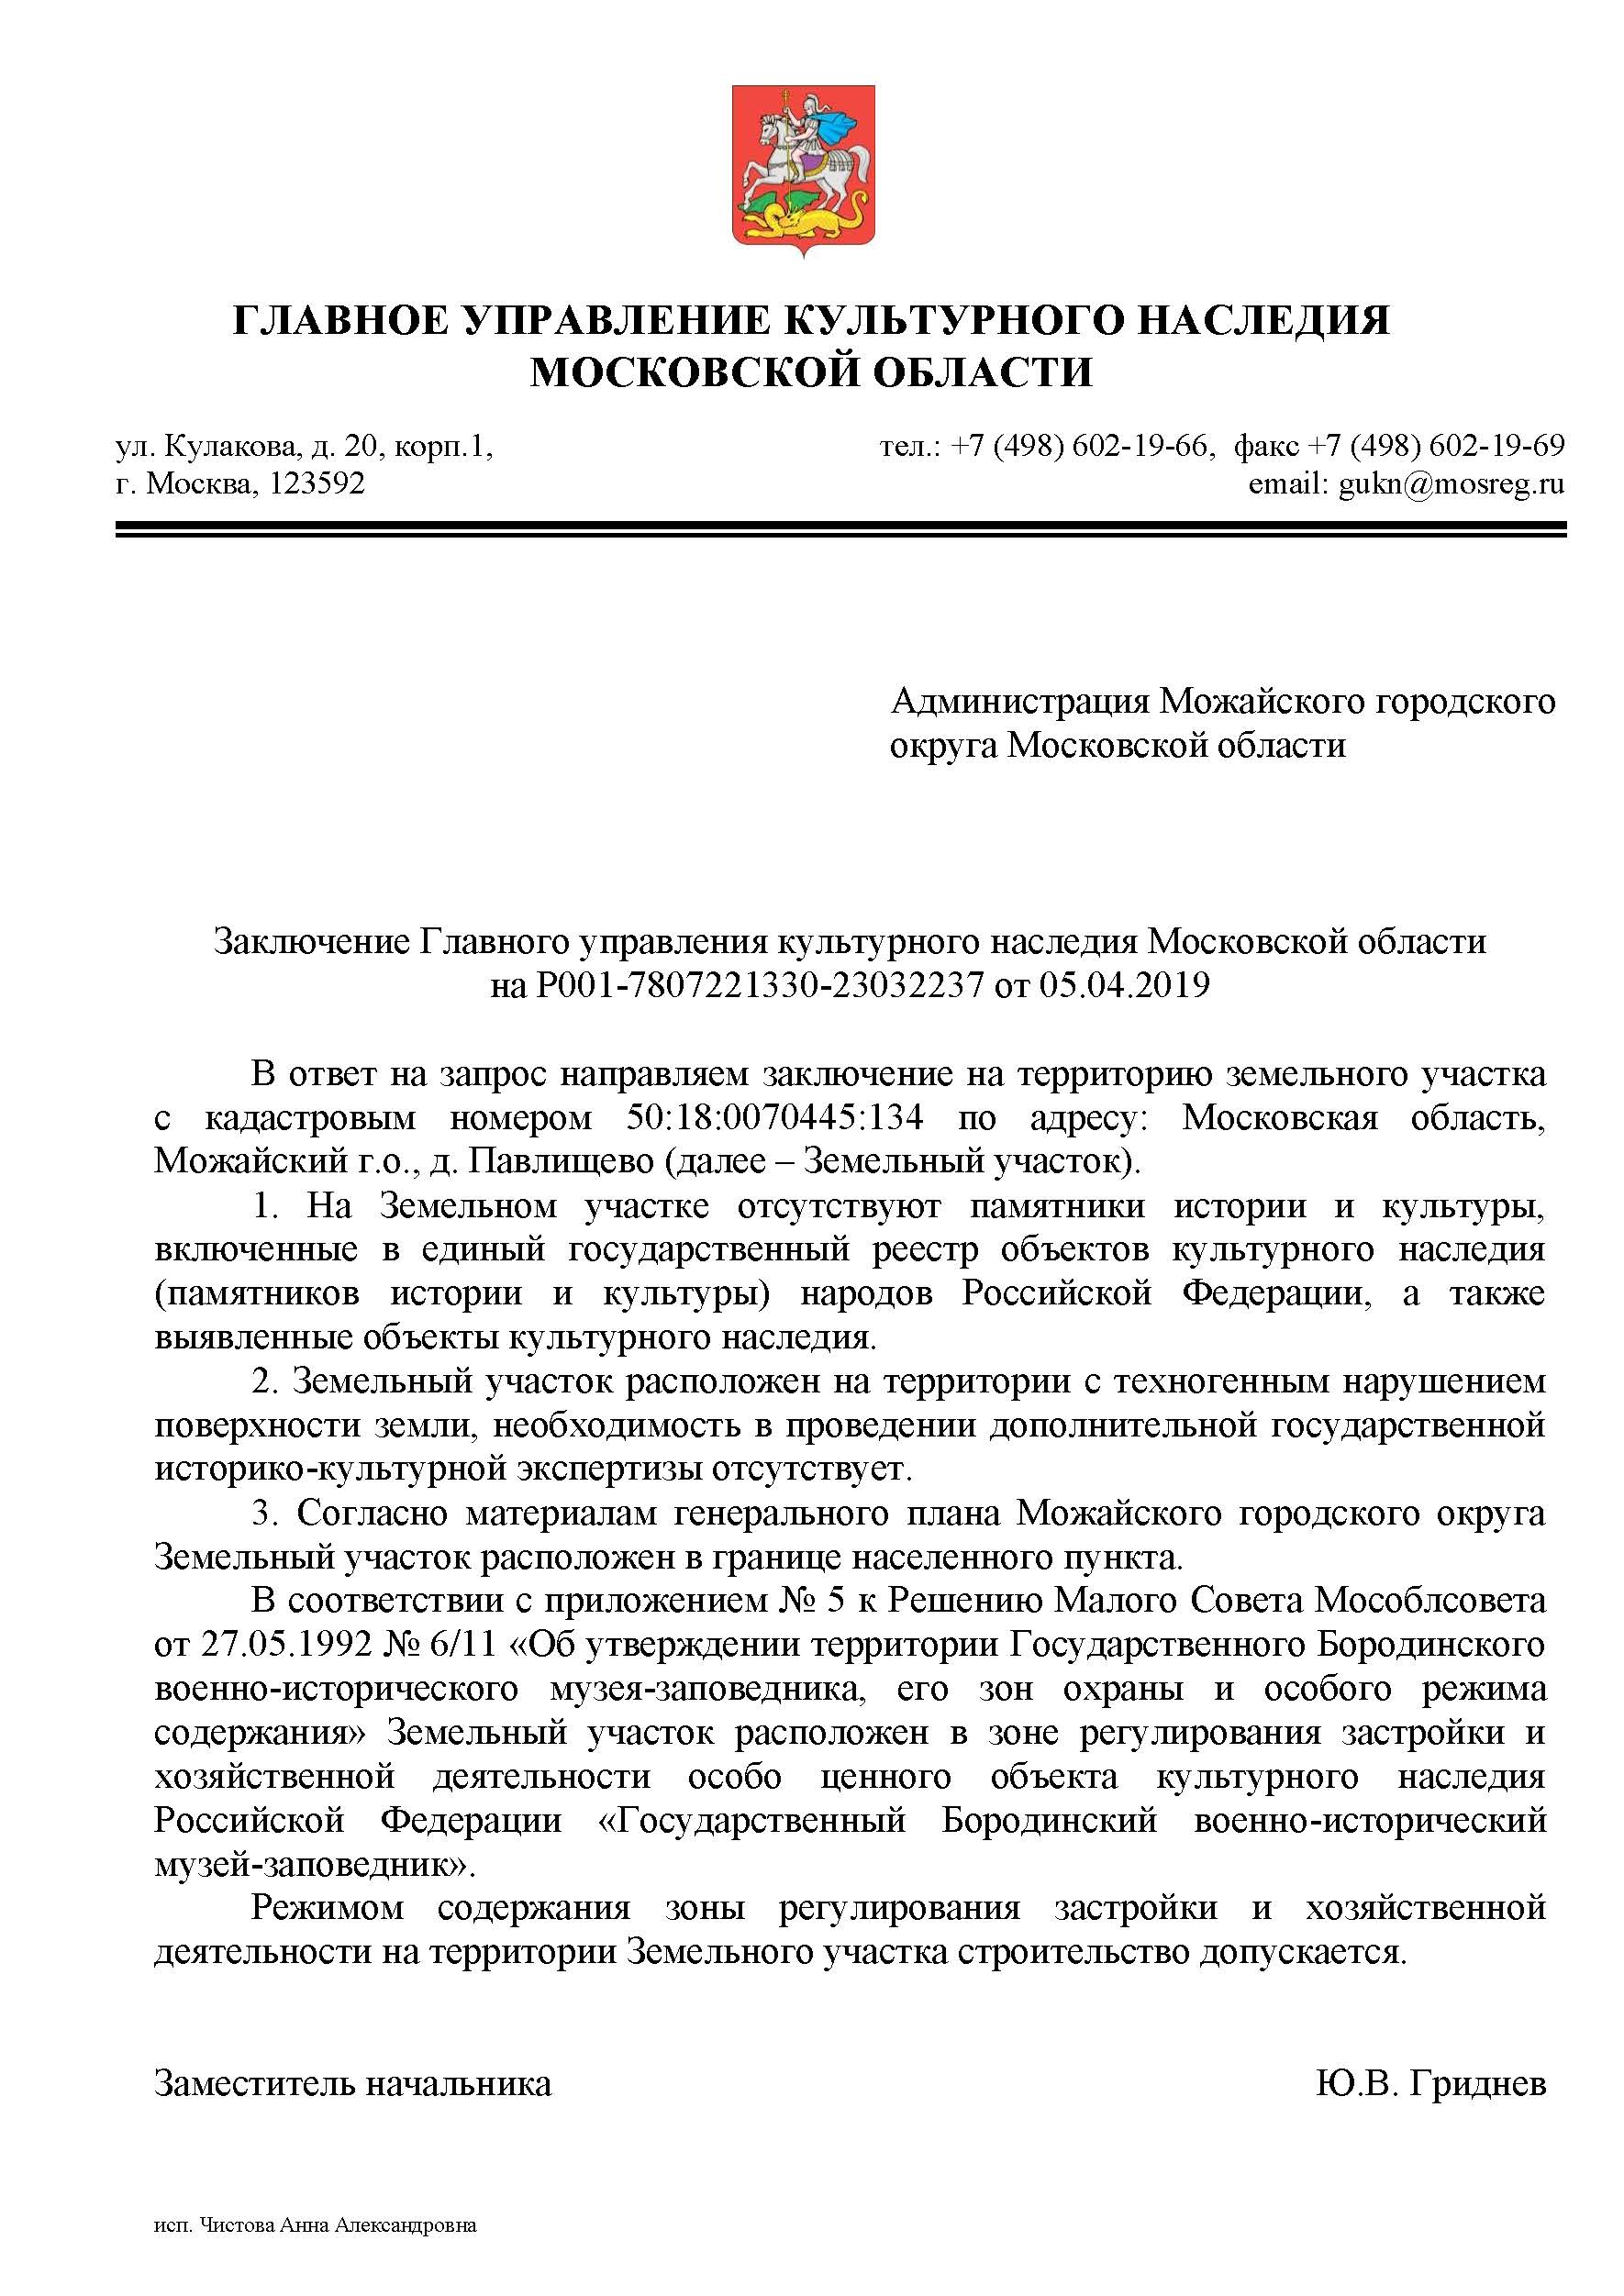 ГЛАВНОЕ УПРАВЛЕНИЕ КУЛЬТУРНОГО НАСЛЕДИЯ
МОСКОВСКОЙ ОБЛАСТИ
ул. Кулакова, д. 20, корп.1,
тел.: +7 (498) 602-19-66, факс +7 (498) 602-19-69
г. Москва, 123592
email: gukn@mosreg.ru
Администрация Можайского городского
округа Московской области
Заключение Главного управления культурного наследия Московской области
на P001-7807221330-23032237 от 05.04.2019
В ответ на запрос направляем заключение на территорию земельного участка
с кадастровым номером 50:18:0070445:134 по адресу: Московская область,
Можайский г.о., д. Павлищево (далее – Земельный участок).
1. На Земельном участке отсутствуют памятники истории и культуры,
включенные в единый государственный реестр объектов культурного наследия
(памятников истории и культуры) народов Российской Федерации, а также
выявленные объекты культурного наследия.
2. Земельный участок расположен на территории с техногенным нарушением
поверхности земли, необходимость в проведении дополнительной государственной
историко-культурной экспертизы отсутствует.
3. Согласно материалам генерального плана Можайского городского округа
Земельный участок расположен в границе населенного пункта.
В соответствии с приложением № 5 к Решению Малого Совета Мособлсовета
от 27.05.1992 № 6/11 «Об утверждении территории Государственного Бородинского
военно-исторического музея-заповедника, его зон охраны и особого режима
содержания» Земельный участок расположен в зоне регулирования застройки и
хозяйственной деятельности особо ценного объекта культурного наследия
Российской Федерации «Государственный Бородинский военно-исторический
музей-заповедник».
Режимом содержания зоны регулирования застройки и хозяйственной
деятельности на территории Земельного участка строительство допускается.
Заместитель начальника
Ю.В. Гриднев
исп. Чистова Анна Александровна